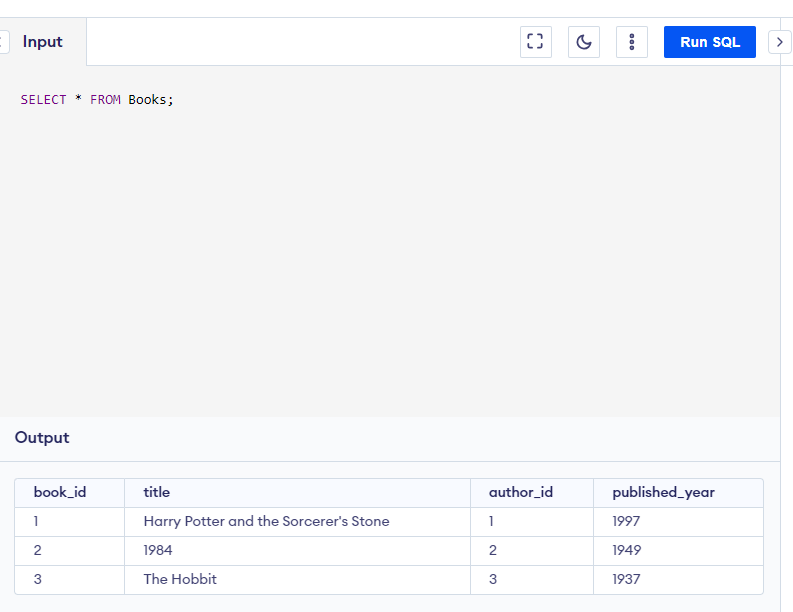 Input
Run SQL
SELECT * FROM Books;
Output
book_id title author_id published_year
1 Harry Potter and the Sorcerer's Stone 1 1997
2 1984 2 1949
3 The Hobbit 3 1937